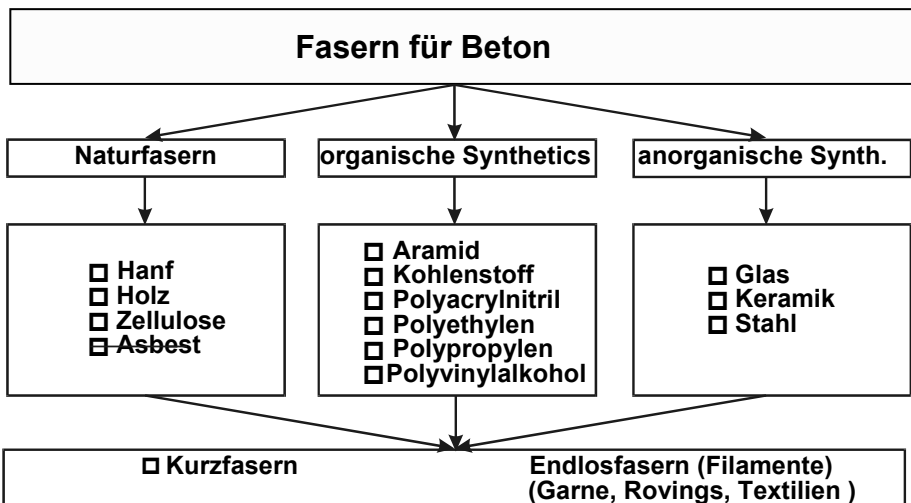 Fasern für Beton
Naturfasern
organische Synthetics
anorganische Synth.
Hanf
Holz
Zellulose
Asbest
Aramid
Kohlenstoff
Polyacrylnitril
Polyethylen
Polypropylen
Polyvinylalkohol
Glas
Keramik
Stahl
Kurzfasern
Endlosfasern (Filamente)
(Garne, Rovings, Textilien )